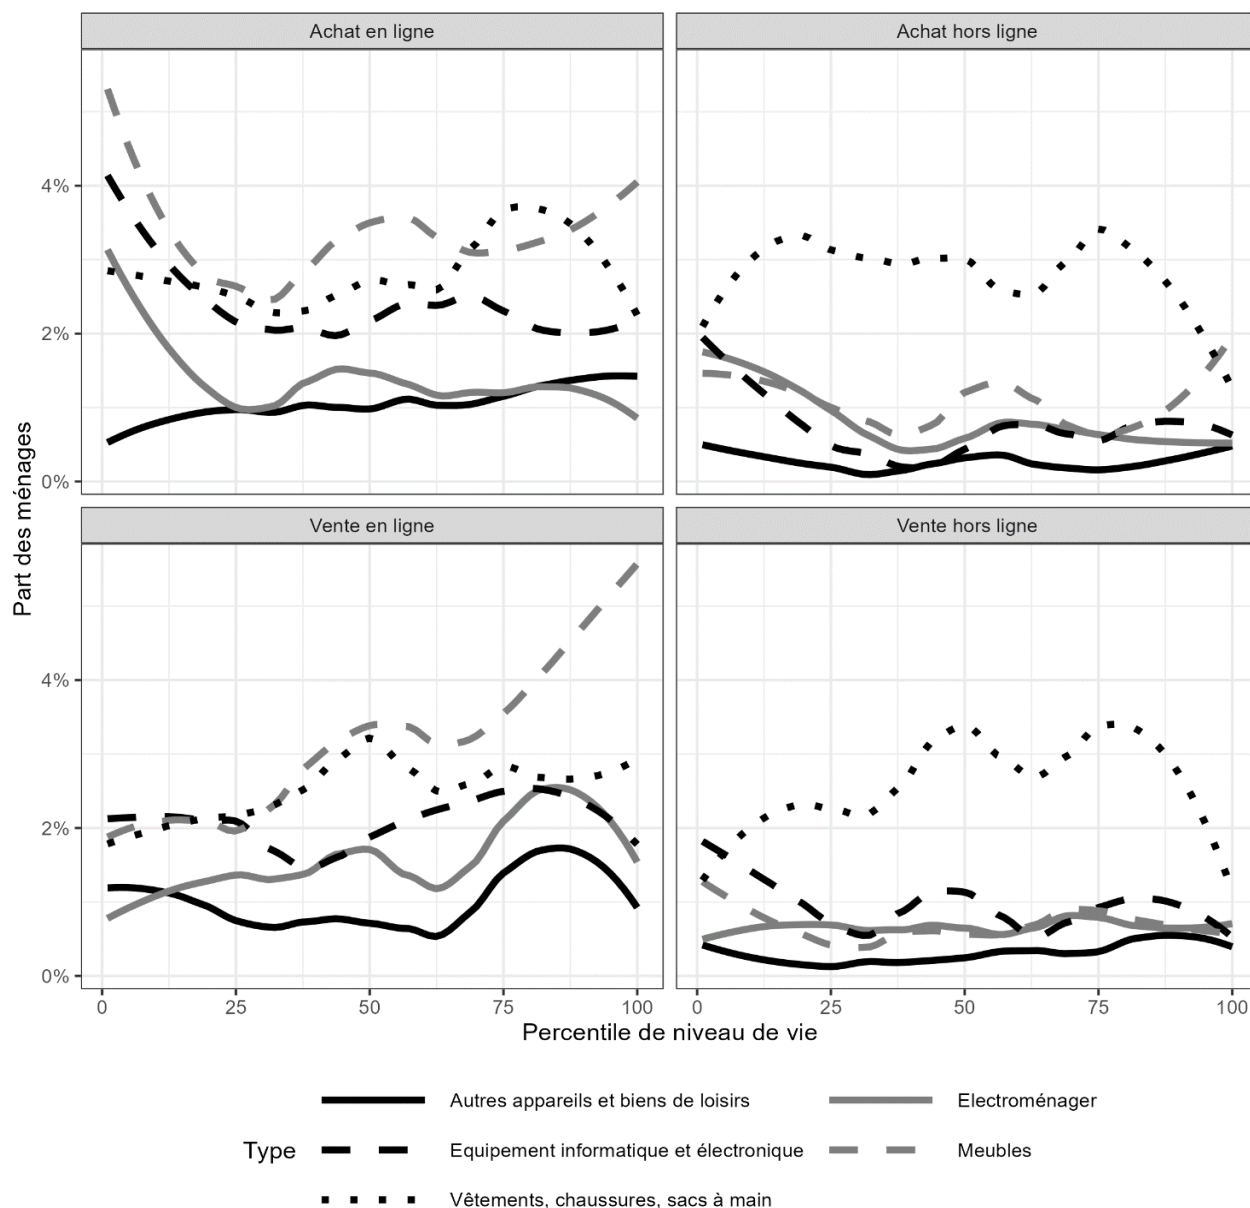 Achat en ligne
Achat hors ligne
4%
2%
0%
Vente en ligne
Vente hors ligne
4%
2%
0%
0
25
50
75
100
0
25
50
75
100
Part des ménages
Percentile de niveau de vie
Type
Autres appareils et biens de loisirs
Electroménager
Equipement informatique et électronique
Meubles
Vêtements, chaussures, sacs à main